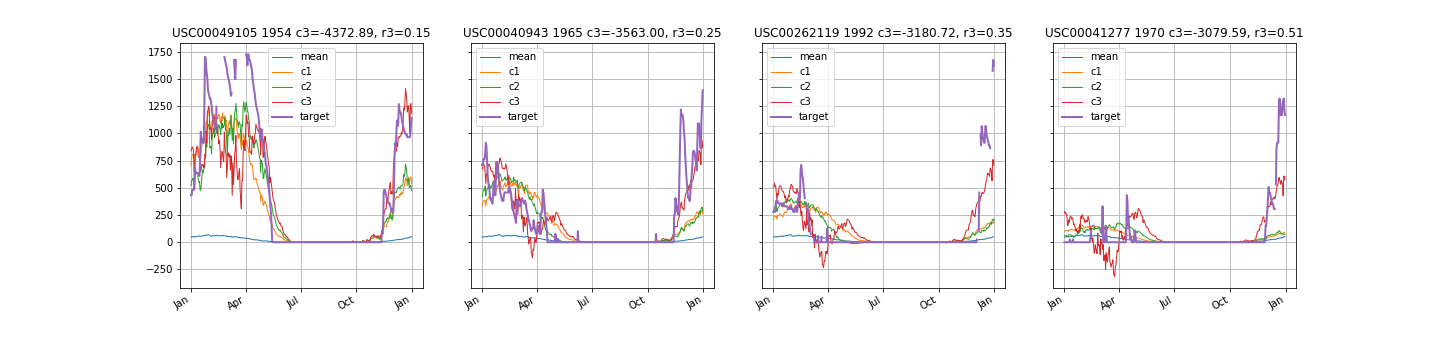 USC00049105 1954 c3=-4372.89, r3=0.15
USC00040943 1965 c3=-3563.00, r3=0.25
USC00262119 1992 c3=-3180.72, r3=0.35
USC00041277 1970 c3=-3079.59, r3=0.51
1750
1500
1250
1000
750
500
250
0
−250
mean
c1
c2
c3
target
mean
c1
c2
c3
target
mean
c1
c2
c3
target
mean
c1
c2
c3
target
Jan
Apr
Jul
Oct
Jan
Jan
Apr
Jul
Oct
Jan
Jan
Apr
Jul
Oct
Jan
Jan
Apr
Jul
Oct
Jan